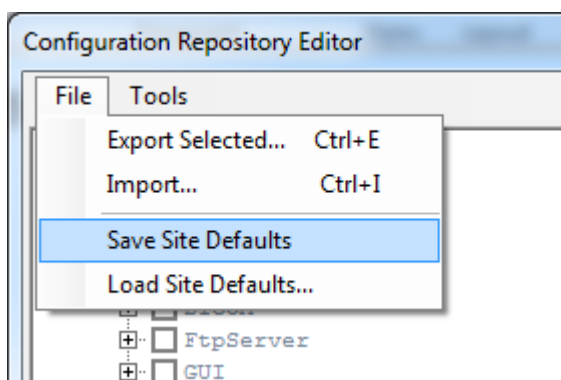 Configuration Repository Editor
File Tools
Export Selected... Ctrl+E
Import... Ctrl+I
Save Site Defaults
Load Site Defaults...
FtpServer
GUI